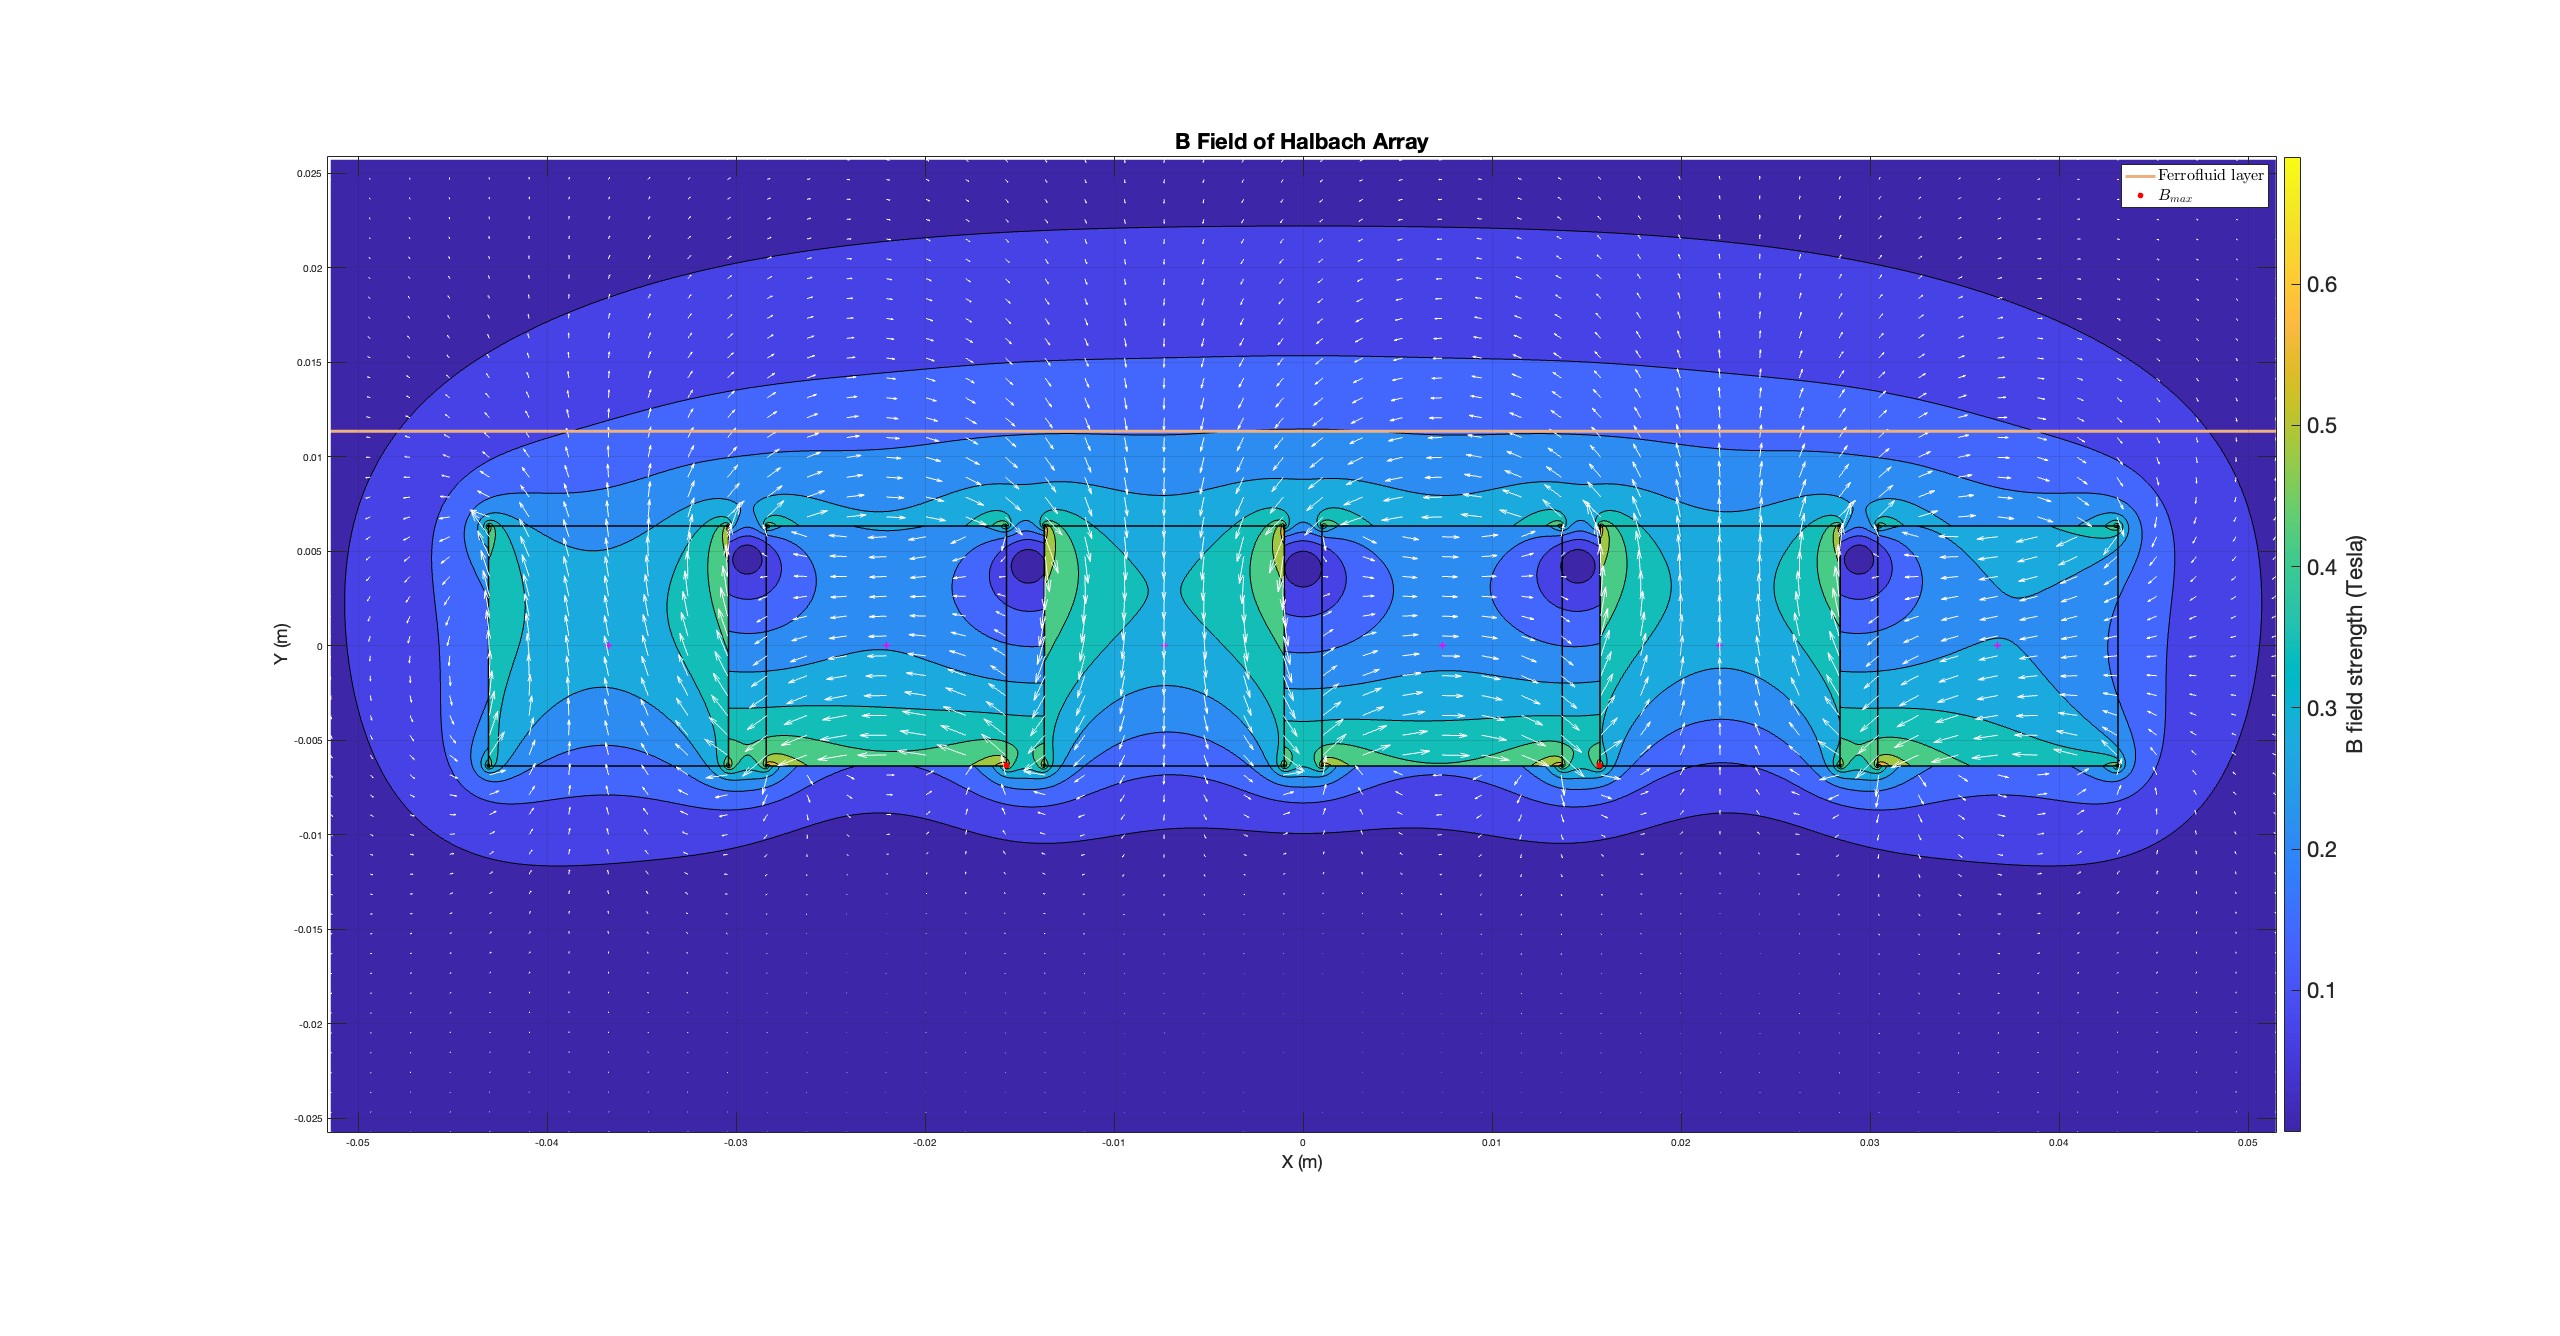 B Field of Halbach Array
Ferrofluid layer
Bmax
0.025
0.02
0.015
0.01
0.005
0
-0.005
-0.01
-0.015
-0.02
-0.025
Y (m)
-0.05 -0.04 -0.03 -0.02 -0.01 0 0.01 0.02 0.03 0.04 0.05
X (m)
0.6
0.5
0.4
0.3
0.2
0.1
B field strength (Tesla)